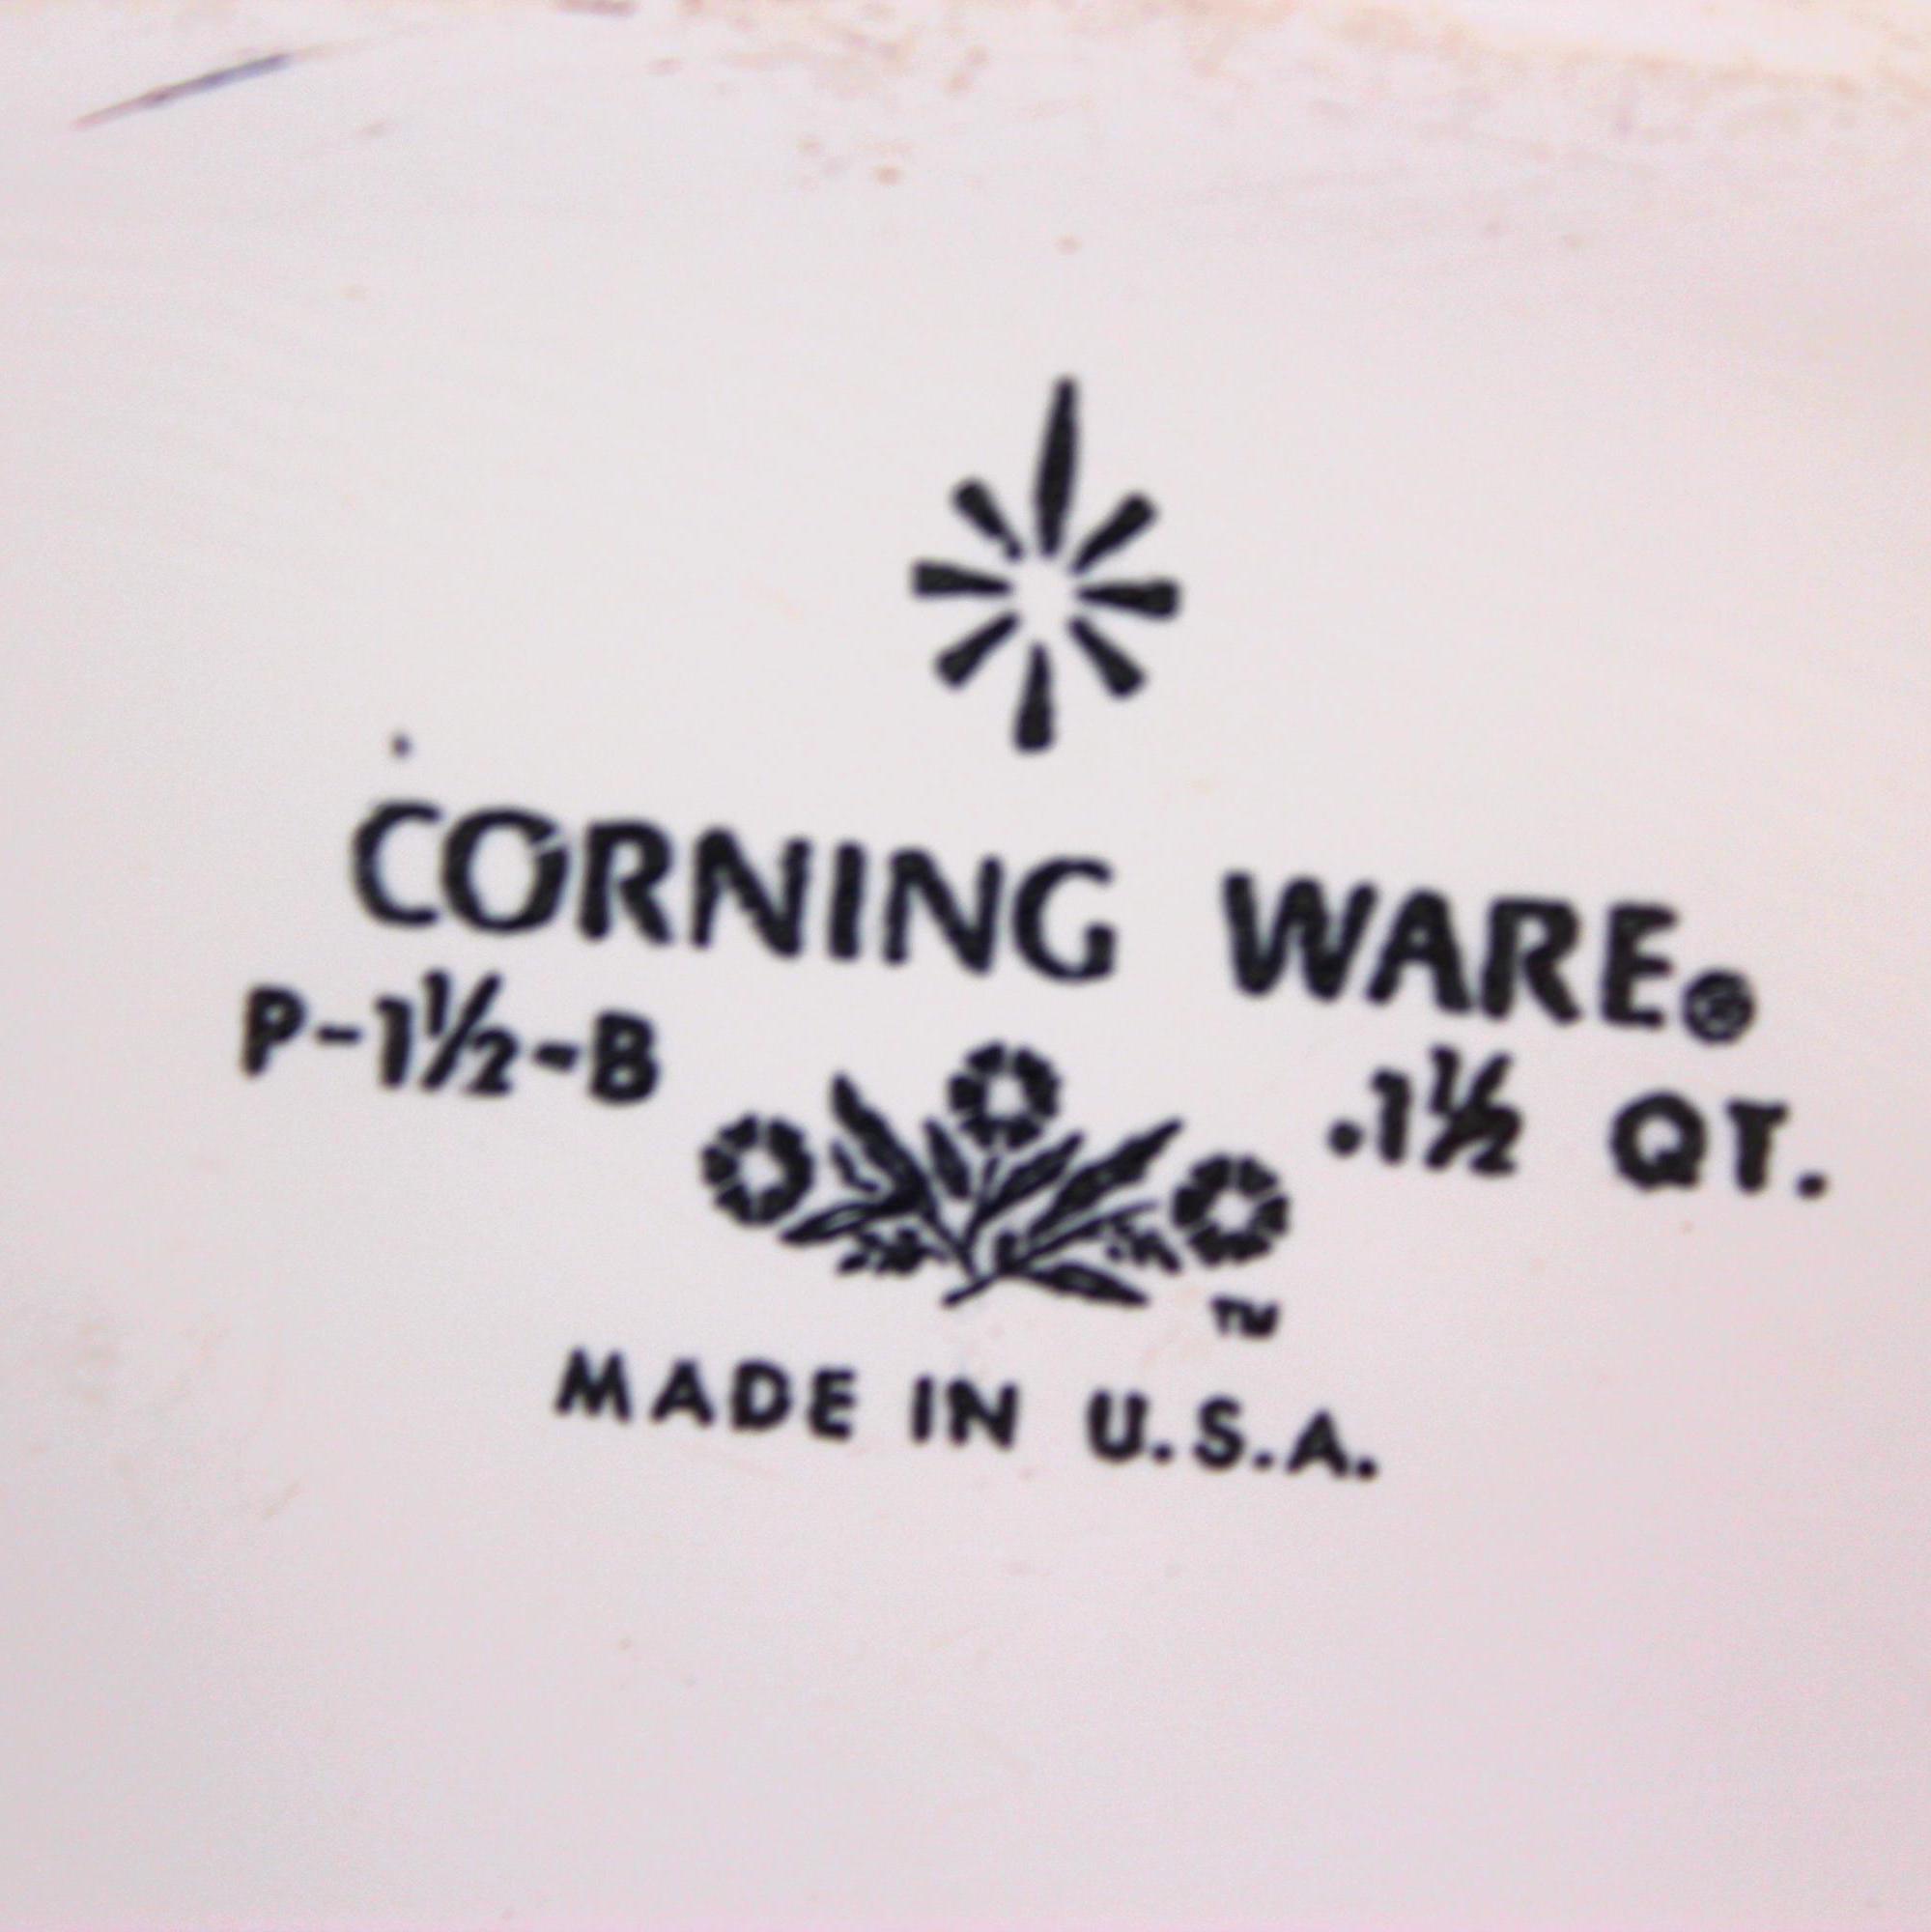 CORNING WARE®
P-1½-B .1½ QT.
TM
MADE IN U.S.A.